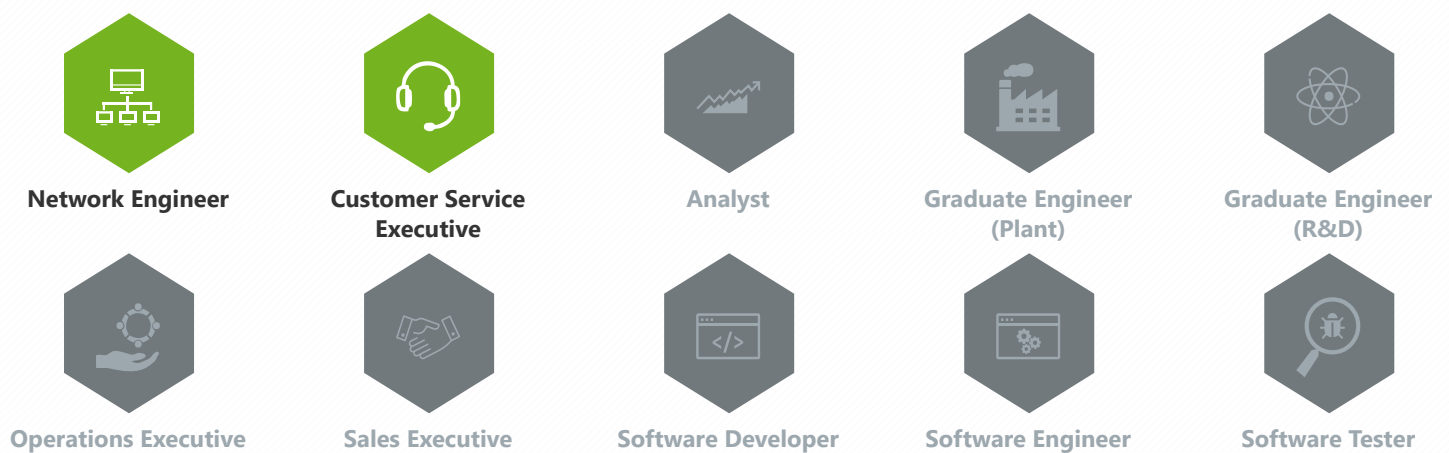 Network Engineer
Customer Service
Executive
Analyst
Graduate Engineer
(Plant)
Graduate Engineer
(R&D)
Operations Executive
Sales Executive
</>
Software Developer
Software Engineer
Software Tester